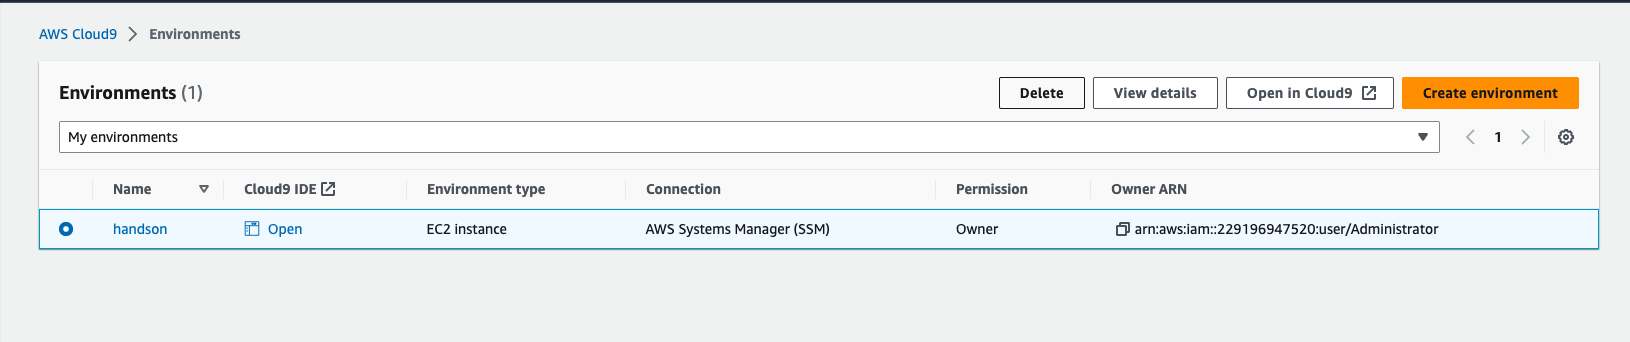 AWS Cloud9 > Environments
Environments (1)
Delete
View details
Open in Cloud9
Create environment
My environments
1
Name Cloud9 IDE Environment type Connection Permission Owner ARN
handson Open EC2 instance AWS Systems Manager (SSM) Owner arn:aws:iam::229196947520:user/Administrator